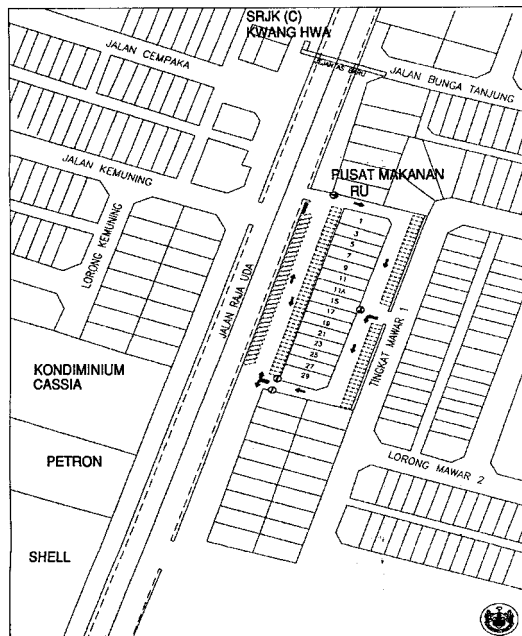 SRJK (C)
KWANG HWA
JALAN CEMPAKA
JEJANTAS BARU
JALAN BUNGA TANJUNG
JALAN KEMUNING
PUSAT MAKANAN
RU
LORONG KEMUNING
JALAN RAJA UDA
1
3
5
7
9
11
11A
15
17
19
21
23
25
27
29
TINGKAT MAWAR 1
KONDIMINIUM
CASSIA
PETRON
LORONG MAWAR 2
SHELL